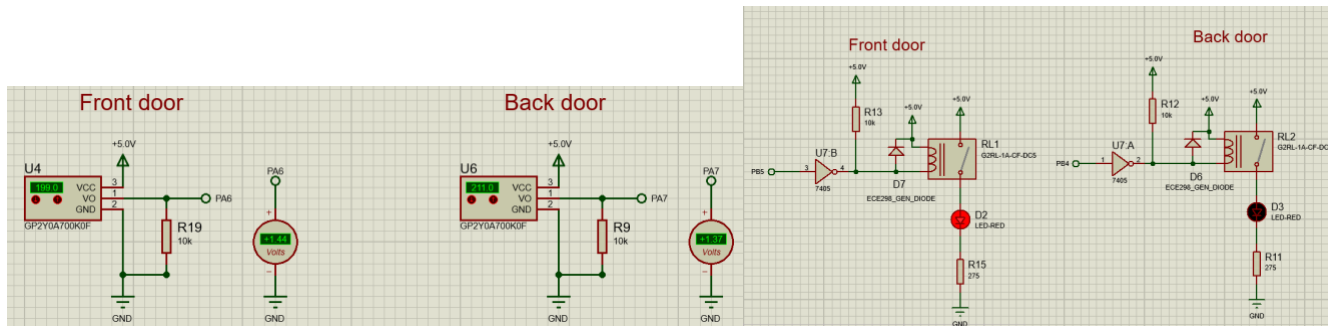 Front door
+5.0V
U4
199.0
VCC
3
VO
1
GND
2
GP2Y0A700K0F
PA6
R19
10k
GND
PA6
+
+1.44
Volts
GND
Back door
+5.0V
U6
211.0
VCC
3
VO
1
GND
2
GP2Y0A700K0F
PA7
R9
10k
GND
PA7
+
+1.37
Volts
GND
Front door
+5.0V
R13
10k
+5.0V
+5.0V
RL1
G2RL-1A-CF-DC5
U7:B
PB5
3
4
7405
D7
ECE298_GEN_DIODE
D2
LED-RED
R15
275
GND
Back door
+5.0V
R12
10k
+5.0V
+5.0V
RL2
G2RL-1A-CF-DC
U7:A
PB4
1
2
7405
D6
ECE298_GEN_DIODE
D3
LED-RED
R11
275
GND